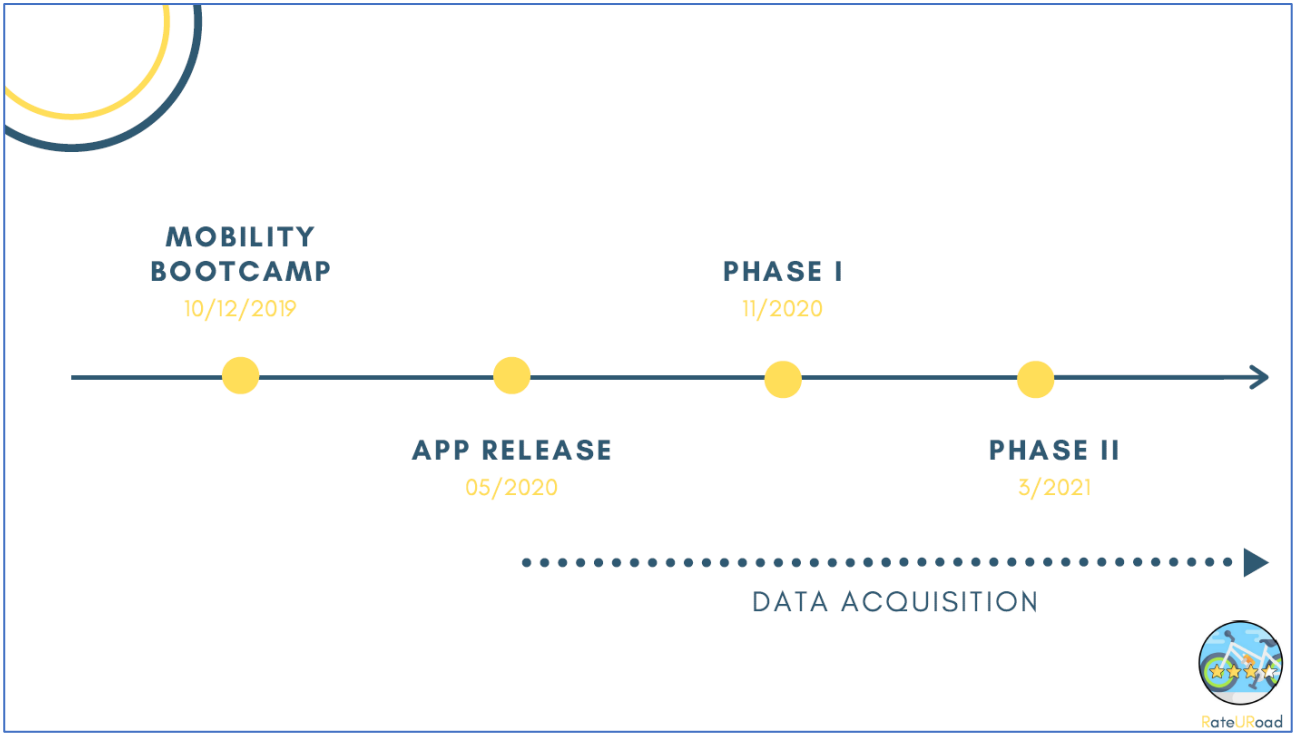 MOBILITY
BOOTCAMP
10/12/2019
PHASE I
11/2020
APP RELEASE
05/2020
PHASE II
3/2021
DATA ACQUISITION
RateURoad